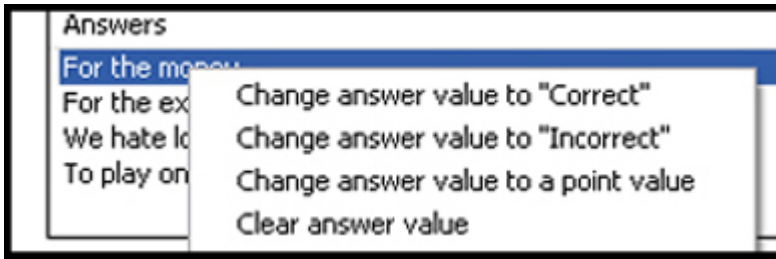 Answers
For the money
For the ex
We hate lo
To play on
Change answer value to "Correct"
Change answer value to "Incorrect"
Change answer value to a point value
Clear answer value